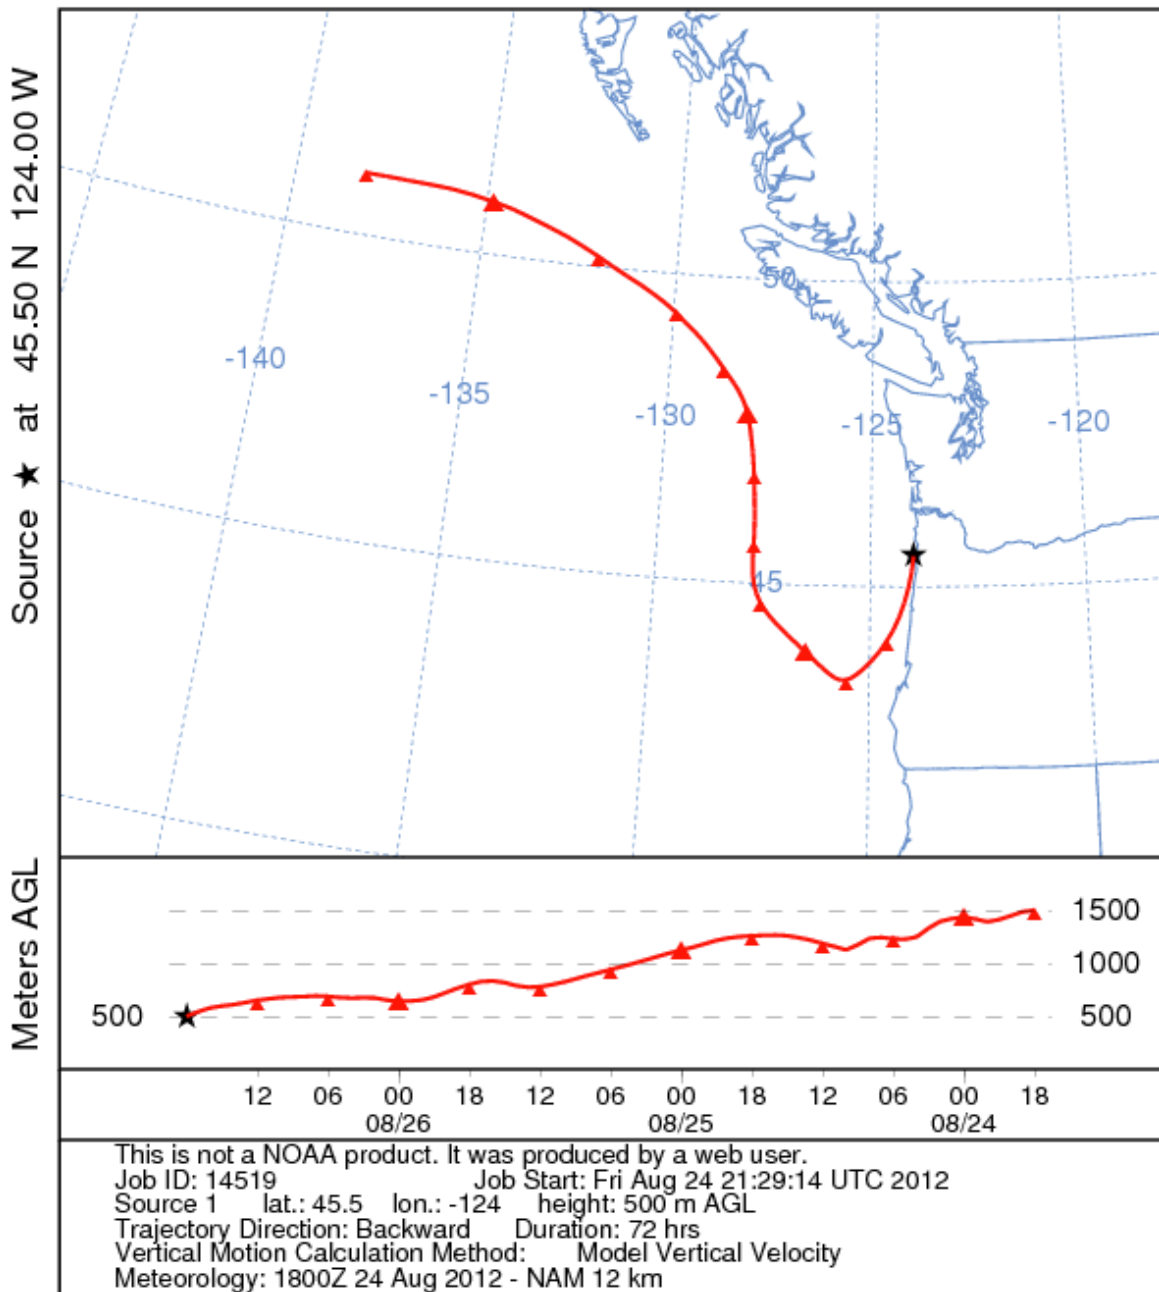 Source ★ at 45.50 N 124.00 W
50
-140
-135
-130
-125
-120
45
Meters AGL
1500
1000
500
500
12 06 00 18 12 06 00 18 12 06 00 18
08/26 08/25 08/24
This is not a NOAA product. It was produced by a web user.
Job ID: 14519 Job Start: Fri Aug 24 21:29:14 UTC 2012
Source 1 lat.: 45.5 lon.: -124 height: 500 m AGL
Trajectory Direction: Backward Duration: 72 hrs
Vertical Motion Calculation Method: Model Vertical Velocity
Meteorology: 1800Z 24 Aug 2012 - NAM 12 km